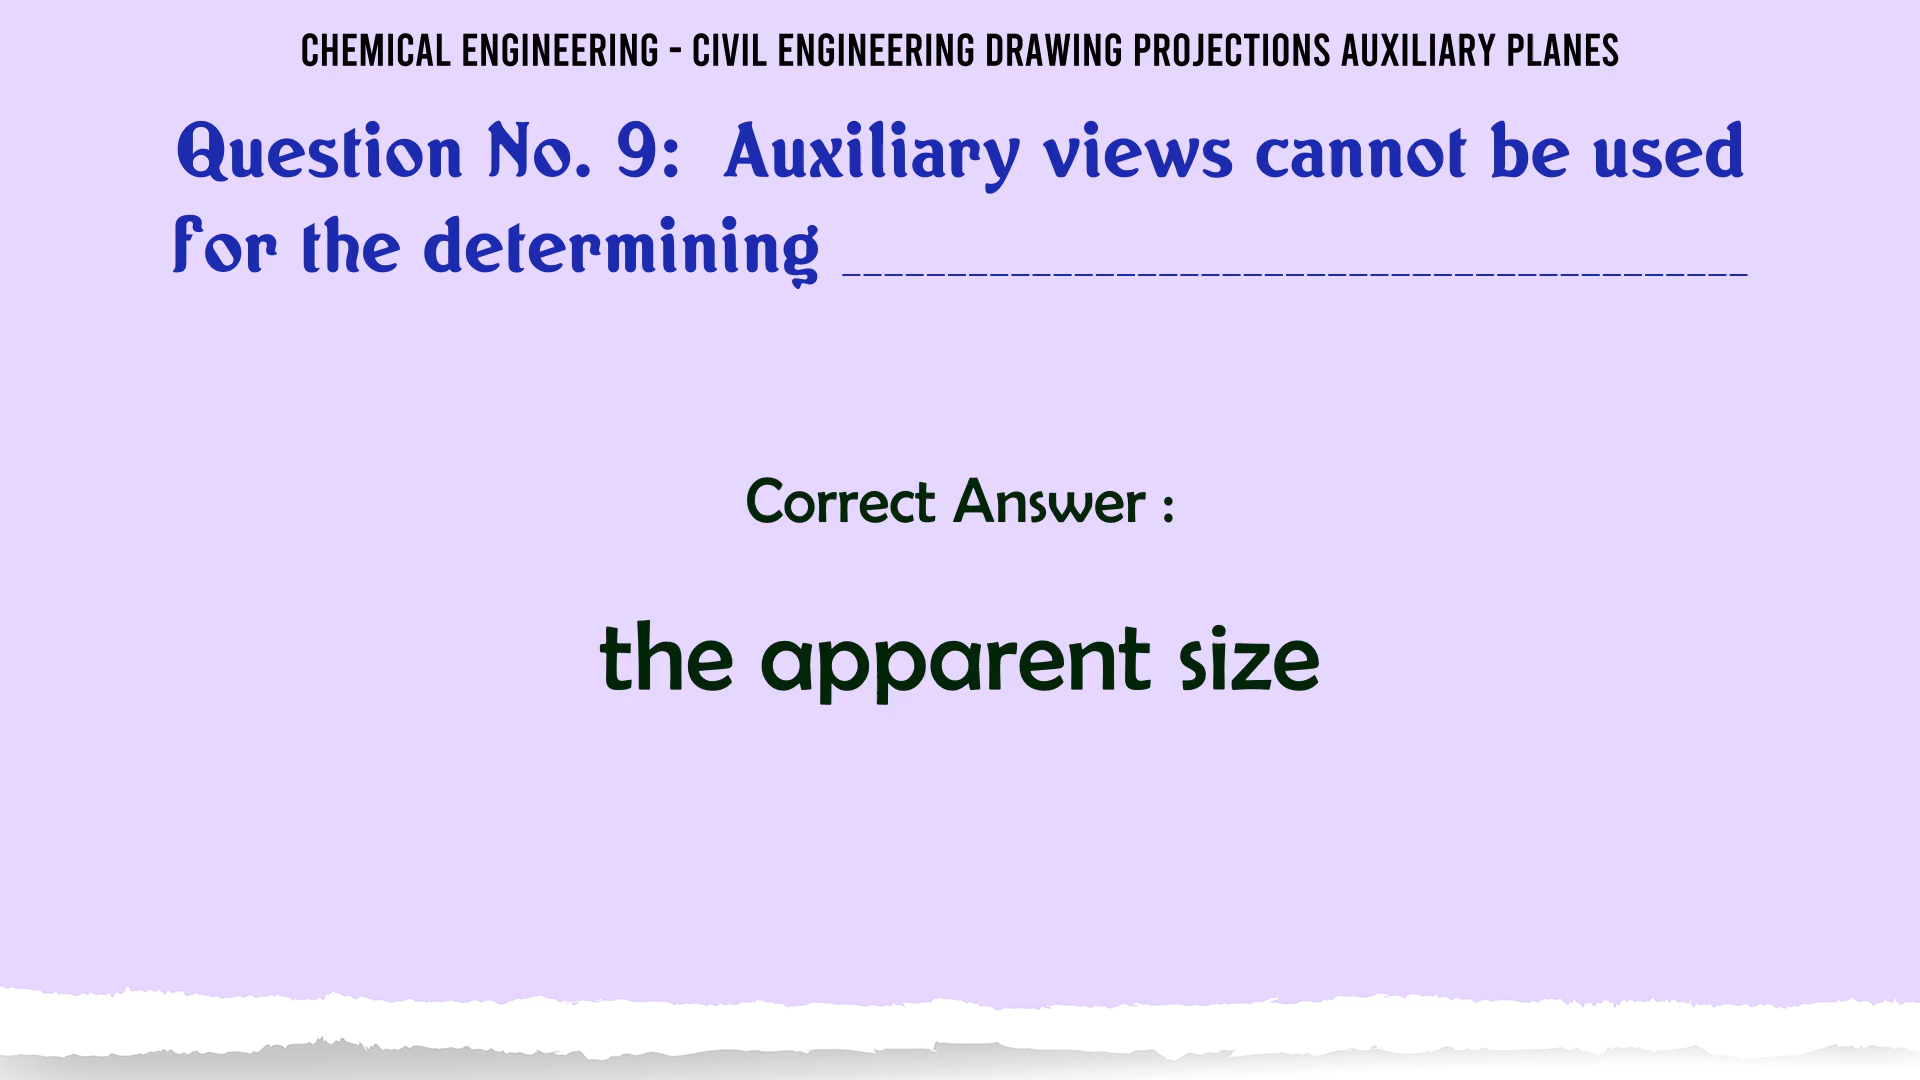 CHEMICAL ENGINEERING - CIVIL ENGINEERING DRAWING PROJECTIONS AUXILIARY PLANES
Question No. 9: Auxiliary views cannot be used
for the determining ___________________________________________
Correct Answer :
the apparent size